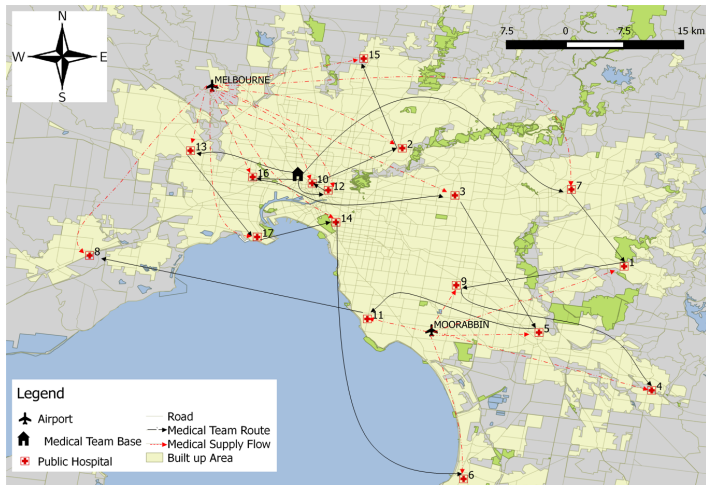 N
W E
S
7.5 0 7.5 15 km
15
MELBOURNE
13
2
16
10
12
3
7
14
17
8
1
9
11
MOORABBIN
5
4
6
Legend
Airport
Medical Team Base
Public Hospital
Road
Medical Team Route
Medical Supply Flow
Built up Area